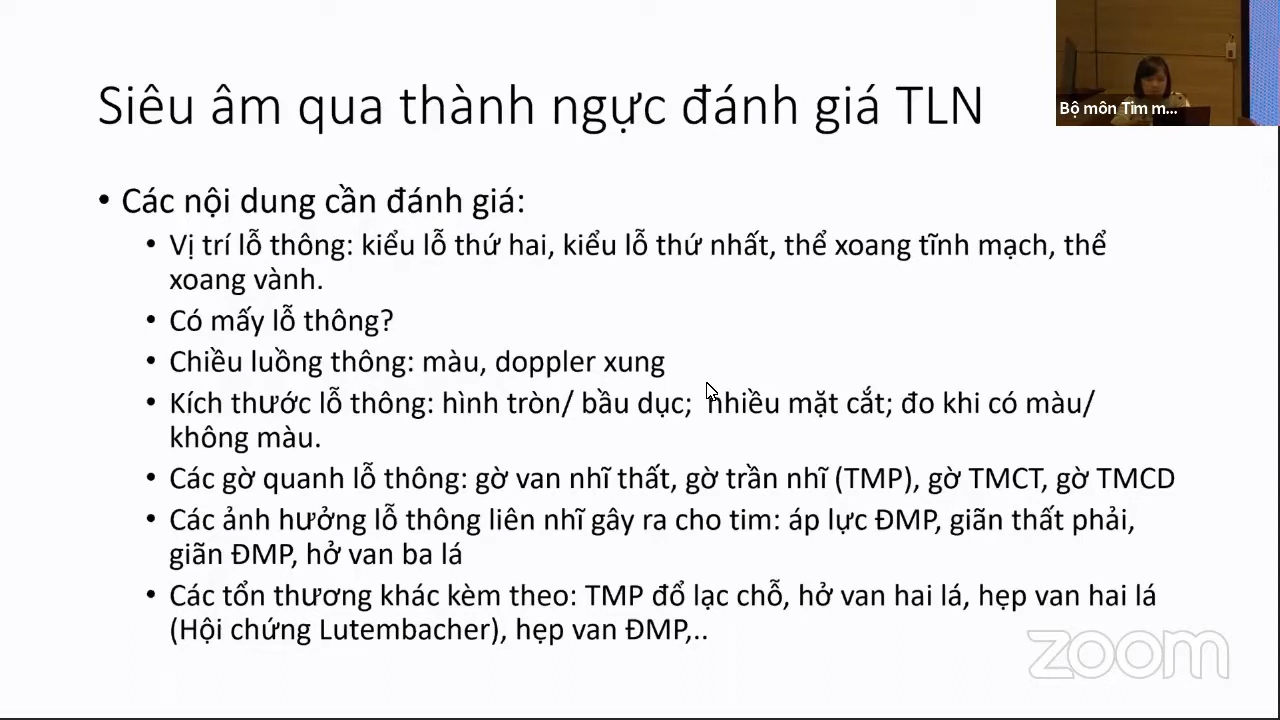 Siêu âm qua thành ngực đánh giá TLN
Bộ môn Tim m...
• Các nội dung cần đánh giá:
• Vị trí lỗ thông: kiểu lỗ thứ hai, kiểu lỗ thứ nhất, thể xoang tĩnh mạch, thể
xoang vành.
• Có mấy lỗ thông?
• Chiều luồng thông: màu, doppler xung
• Kích thước lỗ thông: hình tròn/ bầu dục; nhiều mặt cắt; đo khi có màu/
không màu.
• Các gờ quanh lỗ thông: gờ van nhĩ thất, gờ trần nhĩ (TMP), gờ TMCT, gờ TMCD
• Các ảnh hưởng lỗ thông liên nhĩ gây ra cho tim: áp lực ĐMP, giãn thất phải,
giãn ĐMP, hở van ba lá
• Các tổn thương khác kèm theo: TMP đổ lạc chỗ, hở van hai lá, hẹp van hai lá
(Hội chứng Lutembacher), hẹp van ĐMP,..
zoom